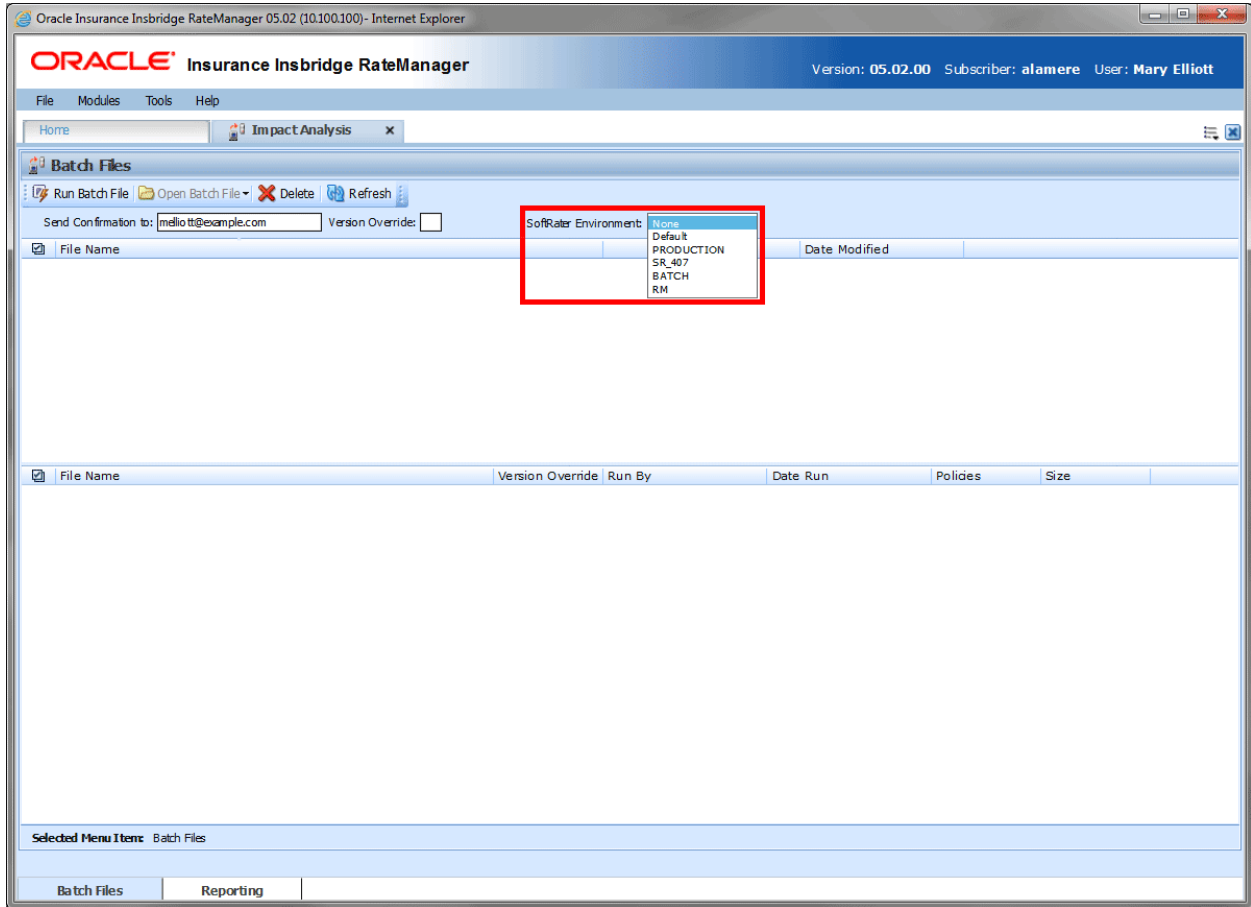 Oracle Insurance Insbridge RateManager 05.02 (10.100.100)- Internet Explorer
ORACLE® Insurance Insbridge RateManager
Version: 05.02.00 Subscriber: alamere User: Mary Elliott
File Modules Tools Help
Home Impact Analysis x
Batch Files
Run Batch File Open Batch File Delete Refresh
Send Confirmation to: melliott@example.com Version Override: SoftRater Environment: None
Default
PRODUCTION
SR_407
BATCH
RM
File Name Date Modified
File Name Version Override Run By Date Run Policies Size
Selected Menu Item: Batch Files
Batch Files Reporting